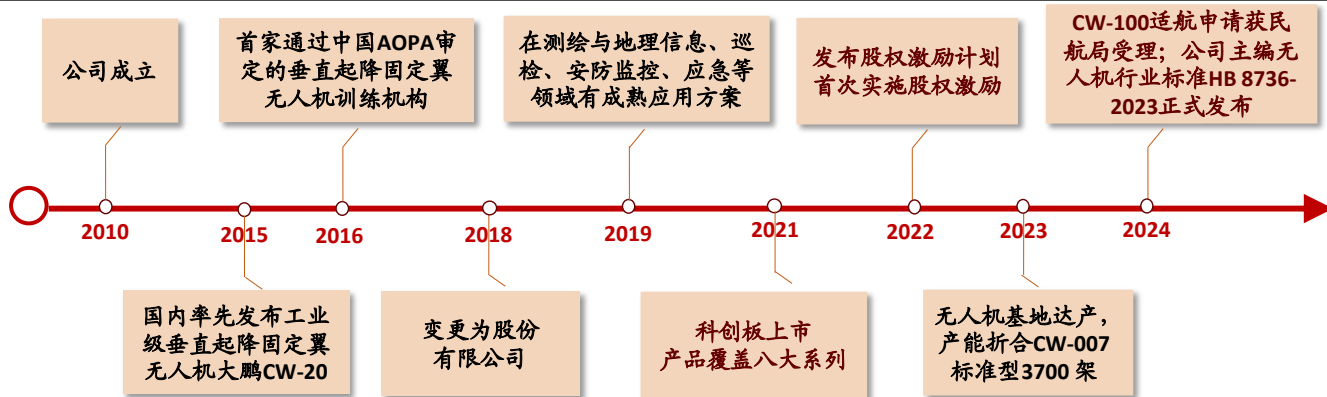 公司成立
首家通过中国AOPA审
定的垂直起降固定翼
无人机训练机构
在测绘与地理信息、巡
检、安防监控、应急等
领域有成熟应用方案
发布股权激励计划
首次实施股权激励
CW-100适航申请获民
航局受理；公司主编无
人机行业标准HB 8736-
2023正式发布
2010
2015
2016
2018
2019
2021
2022
2023
2024
国内率先发布工业
级垂直起降固定翼
无人机大鹏CW-20
变更为股份
有限公司
科创板上市
产品覆盖八大系列
无人机基地达产，
产能折合CW-007
标准型3700 架